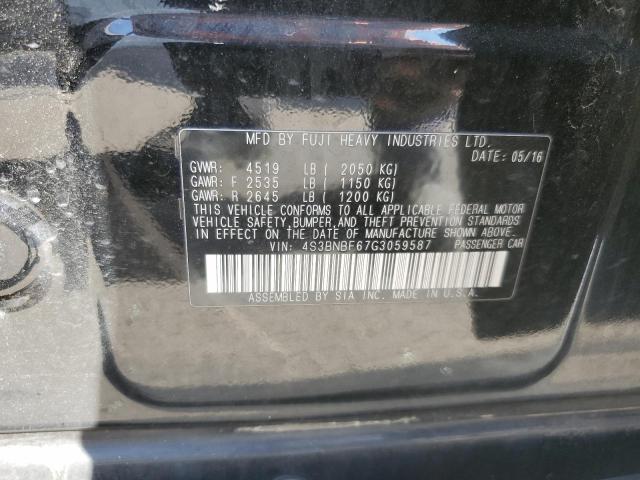 MFD BY FUJI HEAVY INDUSTRIES LTD.
DATE: 05/16
GVWR: 4519 LB ( 2050 KG)
GAWR: F 2535 LB ( 1150 KG)
GAWR: R 2645 LB ( 1200 KG)
THIS VEHICLE CONFORMS TO ALL APPLICABLE FEDERAL MOTOR
VEHICLE SAFETY, BUMPER, AND THEFT PREVENTION STANDARDS
IN EFFECT ON THE DATE OF MANUFACTURE SHOWN ABOVE.
VIN: 4S3BNBF67G3059587 PASSENGER CAR
ASSEMBLED BY SIA INC. MADE IN U.S.A.